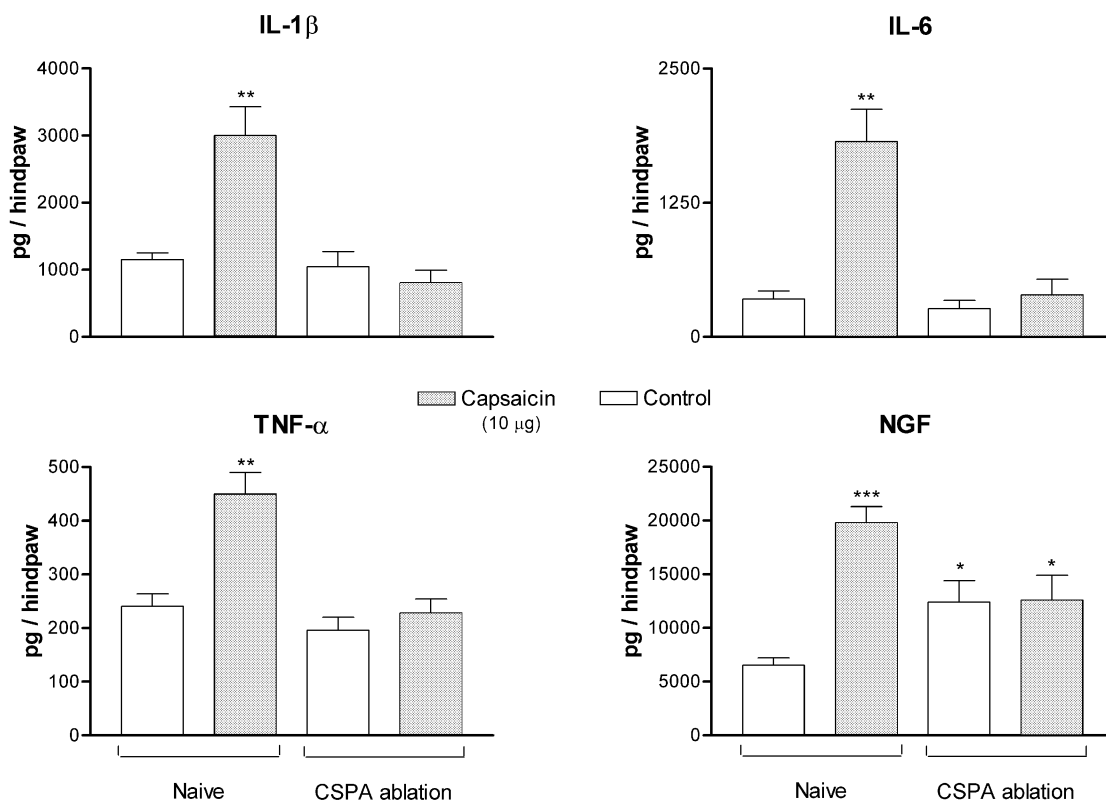 IL-1β
pg / hindpaw
4000
3000
2000
1000
0
**
IL-6
pg / hindpaw
2500
1250
0
**
Capsaicin
(10 μg)
Control
TNF-α
pg / hindpaw
500
400
300
200
100
0
**
Naive
CSPA ablation
NGF
pg / hindpaw
25000
20000
15000
10000
5000
0
***
*
*
Naive
CSPA ablation